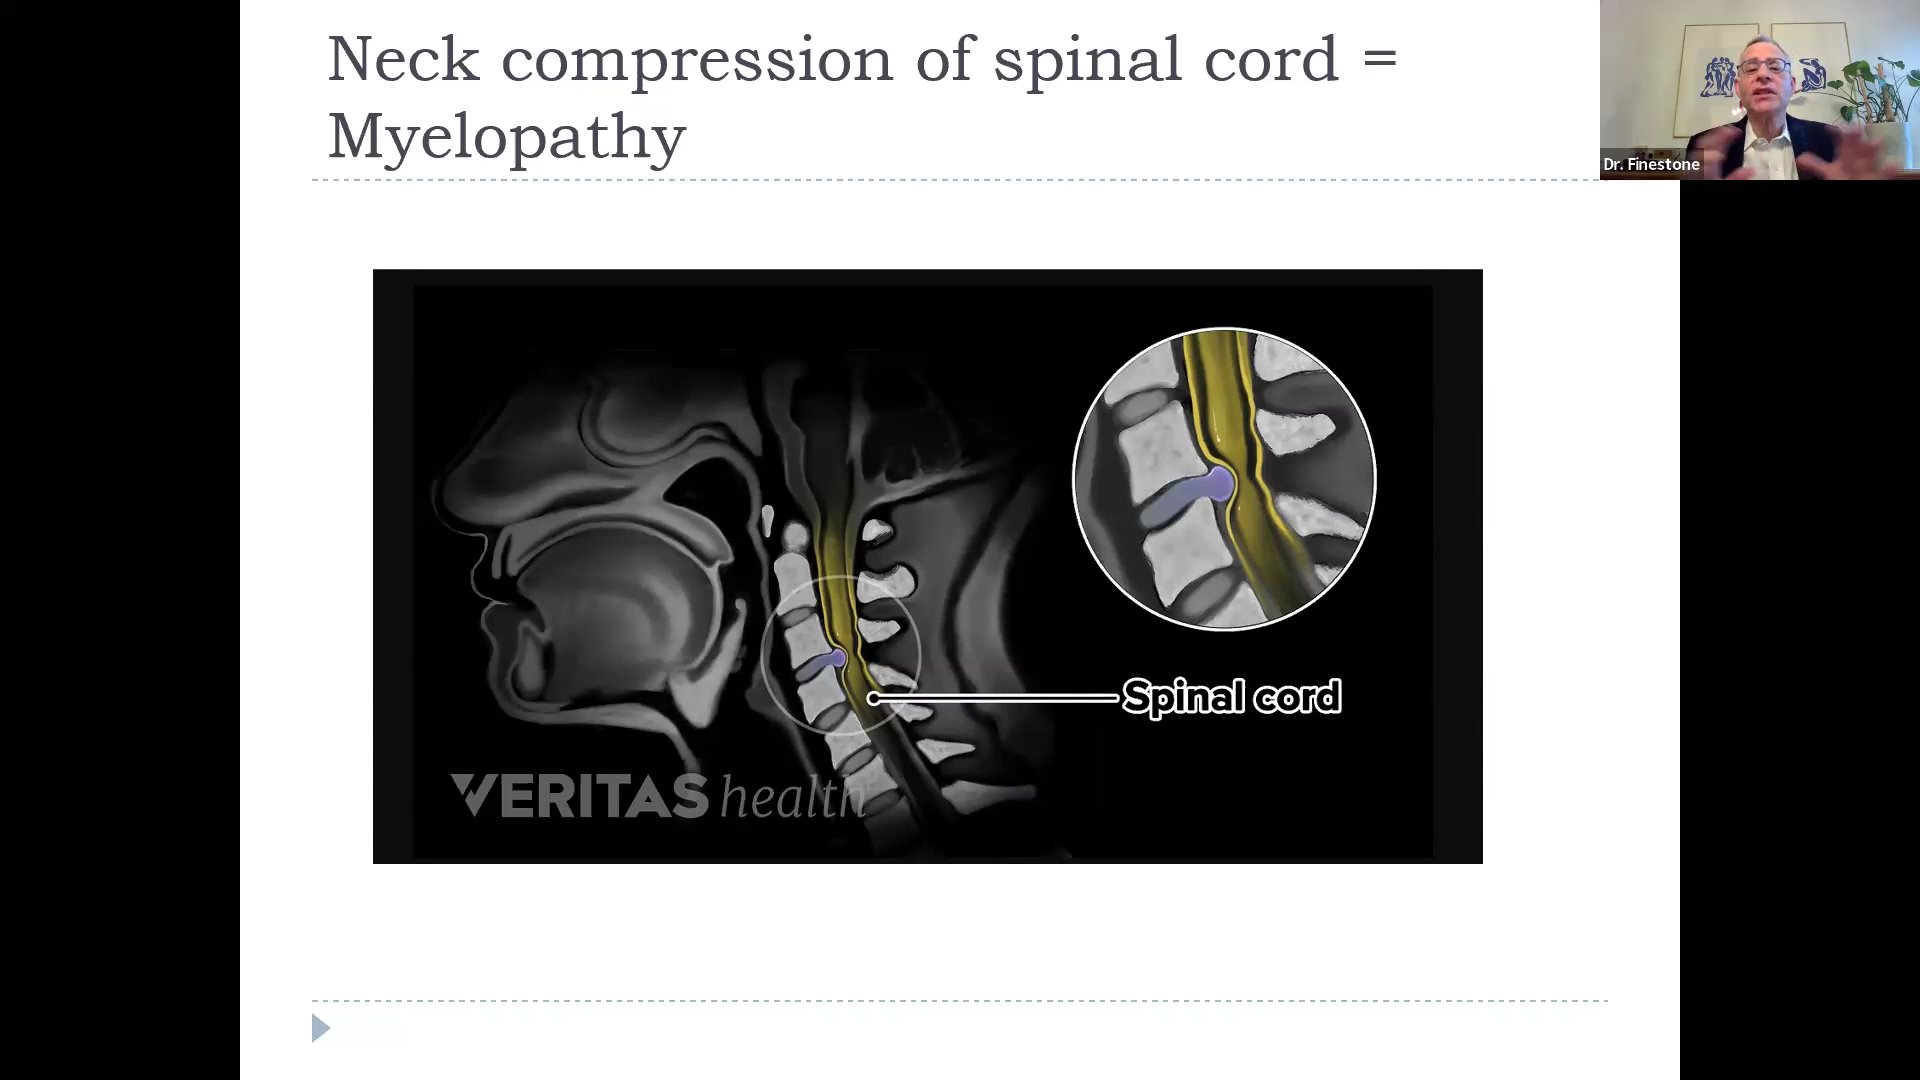 Neck compression of spinal cord =
Myelopathy
Dr. Finestone
Spinal cord
VERITAS health